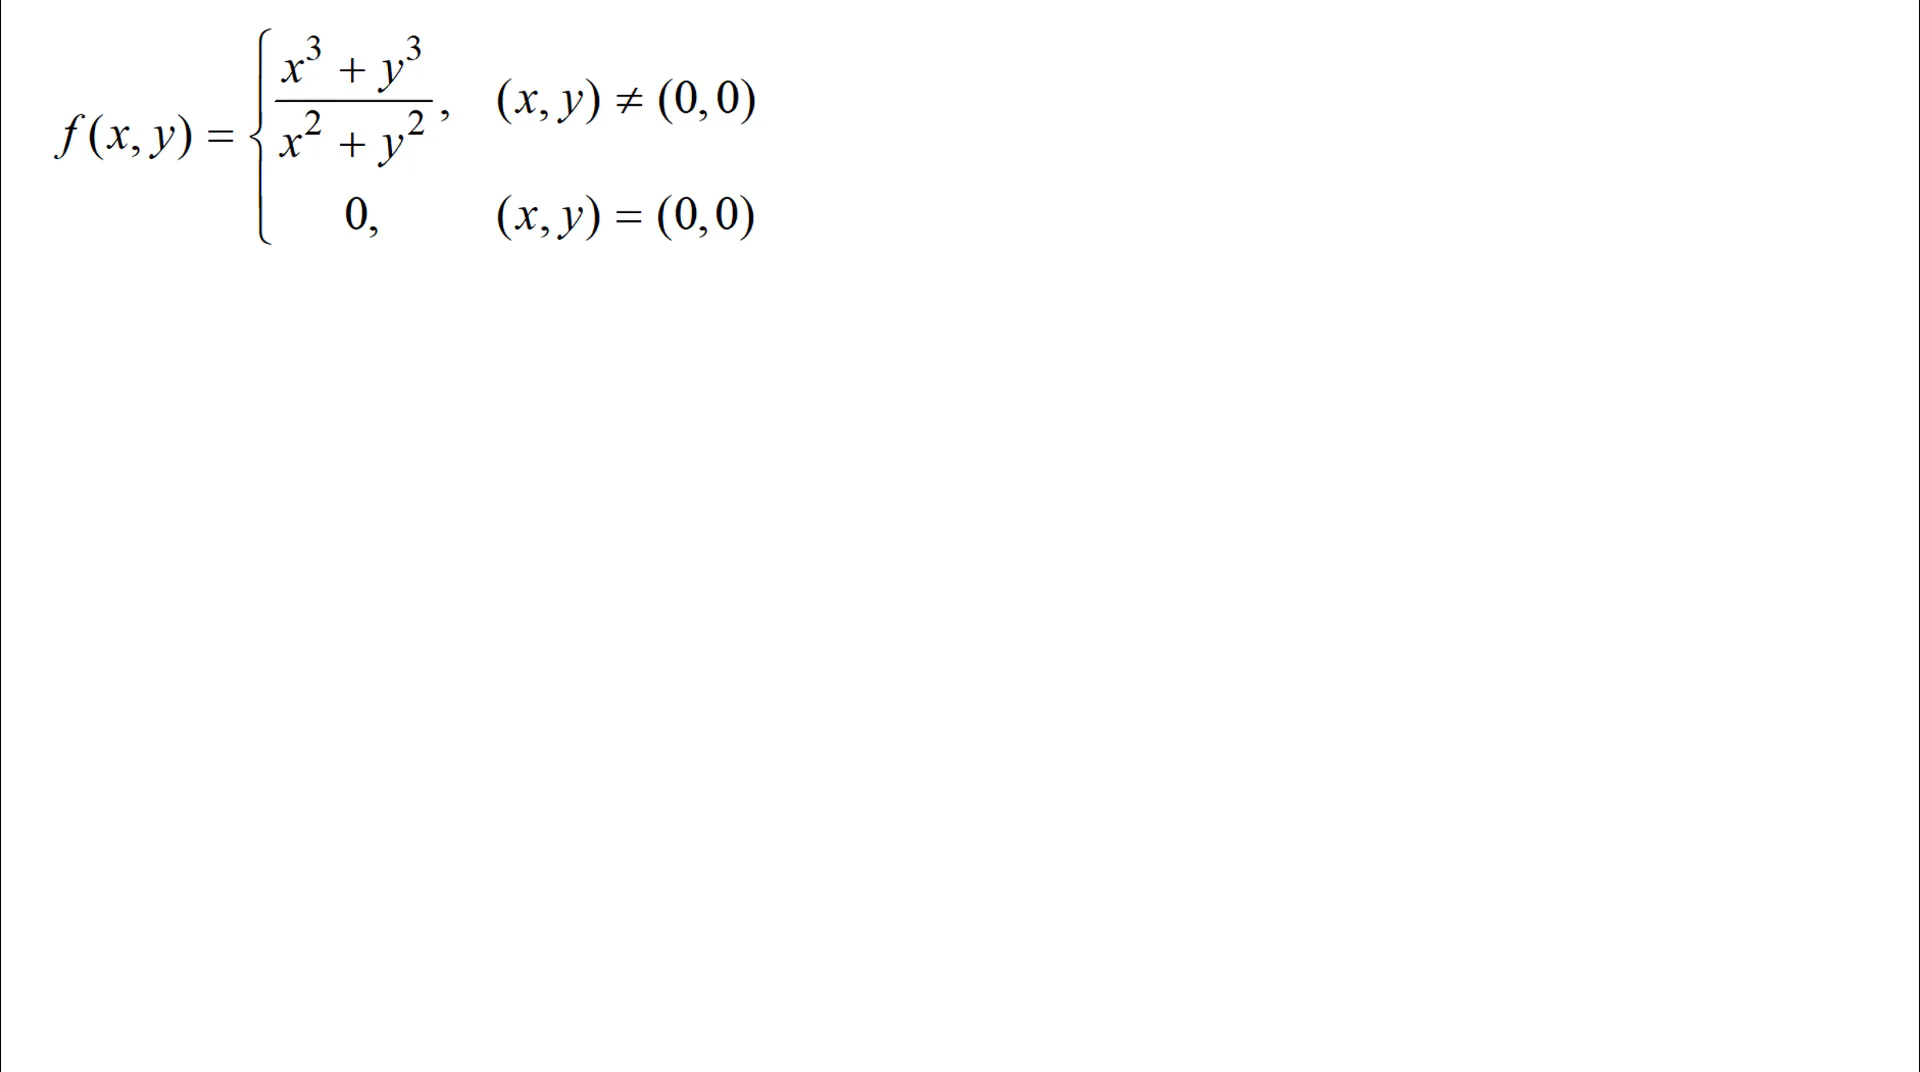 f(x, y) = { (x³ + y³)/(x² + y²), (x, y) ≠ (0, 0)
0, (x, y) = (0, 0)